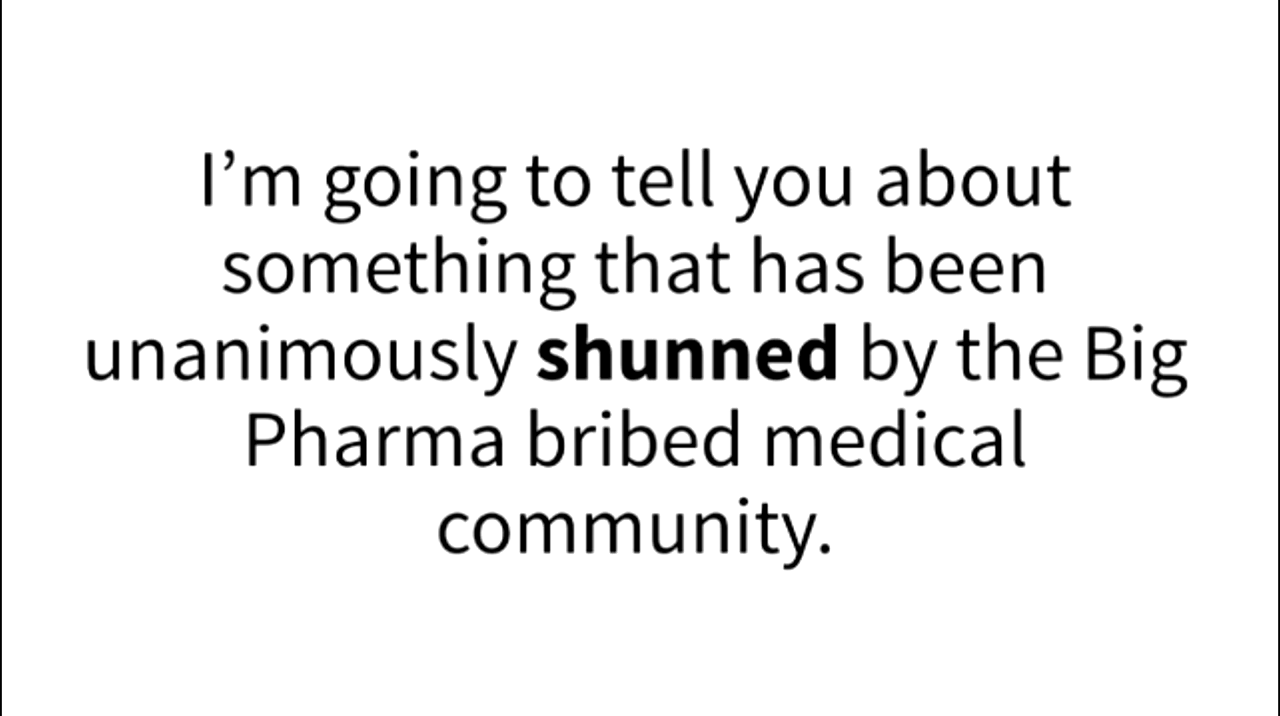 I’m going to tell you about
something that has been
unanimously shunned by the Big
Pharma bribed medical
community.